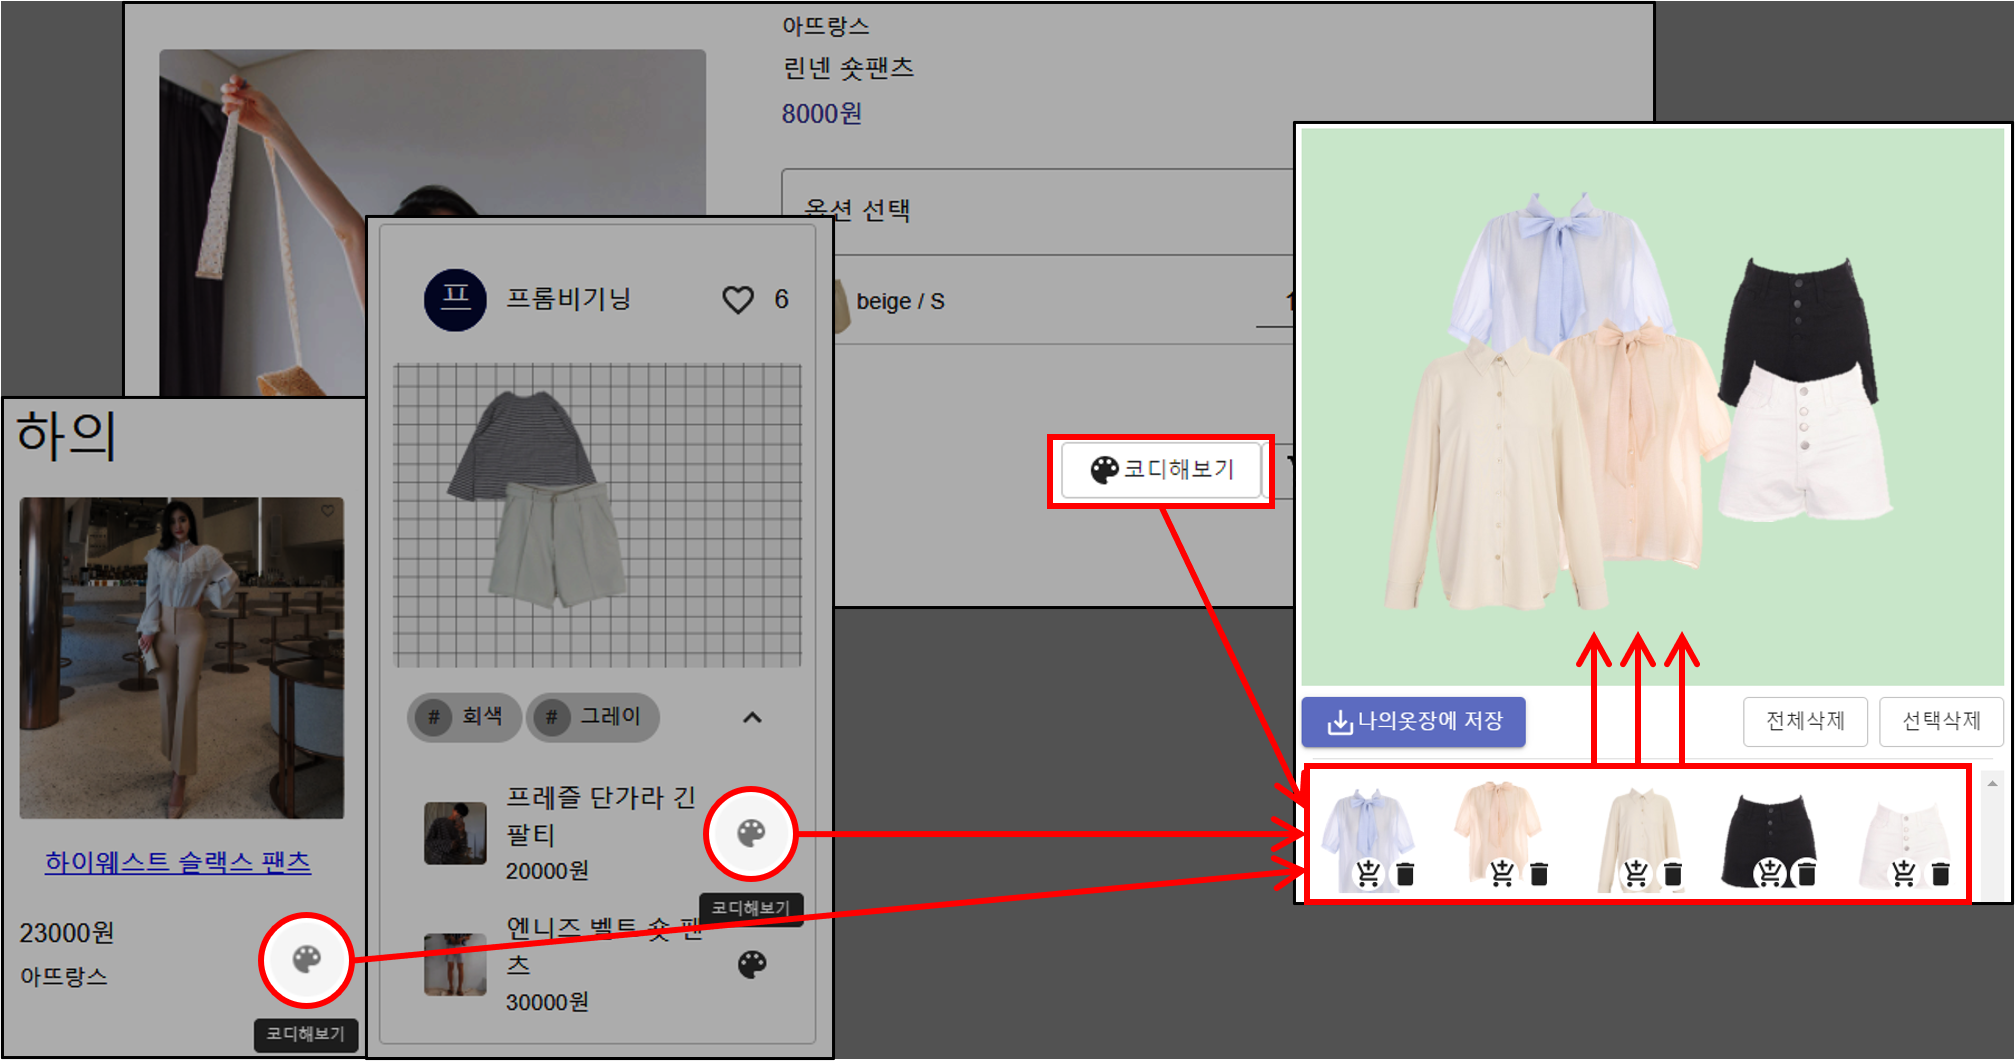 아뜨랑스
린넨 숏팬츠
8000원
옵션 선택
beige / S
1
코디해보기
프
프롬비기닝
6
# 회색
# 그레이
프레즐 단가라 긴
팔티
20000원
코디해보기
엔니즈 벨트 숏 팬
츠
30000원
하의
하이웨스트 슬랙스 팬츠
23000원
아뜨랑스
코디해보기
나의옷장에 저장
전체삭제
선택삭제